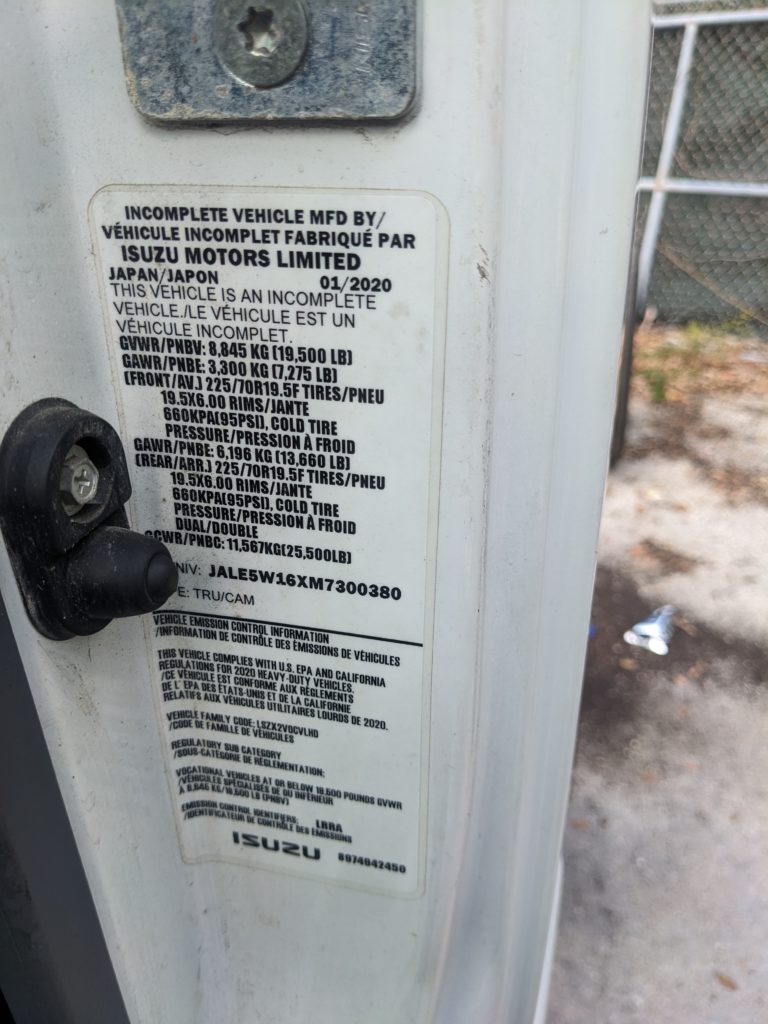 INCOMPLETE VEHICLE MFD BY/
VÉHICULE INCOMPLET FABRIQUÉ PAR
ISUZU MOTORS LIMITED
JAPAN/JAPON 01/2020
THIS VEHICLE IS AN INCOMPLETE
VEHICLE./LE VÉHICULE EST UN
VÉHICULE INCOMPLET.
GVWR/PNBV: 8,845 KG (19,500 LB)
GAWR/PNBE: 3,300 KG (7,275 LB)
(FRONT/AV.) 225/70R19.5F TIRES/PNEU
19.5X6.00 RIMS/JANTE
660KPA(95PSI), COLD TIRE
PRESSURE/PRESSION À FROID
GAWR/PNBE: 6,196 KG (13,660 LB)
(REAR/ARR.) 225/70R19.5F TIRES/PNEU
19.5X6.00 RIMS/JANTE
660KPA(95PSI), COLD TIRE
PRESSURE/PRESSION À FROID
DUAL/DOUBLE
GCWR/PNBC: 11,567KG(25,500LB)
NIV: JALE5W16XM7300380
E: TRU/CAM
VEHICLE EMISSION CONTROL INFORMATION
/INFORMATION DE CONTRÔLE DES ÉMISSIONS DE VÉHICULES
THIS VEHICLE COMPLIES WITH U.S. EPA AND CALIFORNIA
REGULATIONS FOR 2020 HEAVY-DUTY VEHICLES.
/CE VÉHICULE EST CONFORME AUX RÈGLEMENTS
DE L' EPA DES ÉTATS-UNIS ET DE LA CALIFORNIE
RELATIFS AUX VÉHICULES UTILITAIRES LOURDS DE 2020.
VEHICLE FAMILY CODE: LSZX2VOCVLHD
/CODE DE FAMILLE DE VÉHICULES
REGULATORY SUB CATEGORY
/SOUS-CATÉGORIE DE RÉGLEMENTATION:
VOCATIONAL VEHICLES AT OR BELOW 19,500 POUNDS GVWR
/VÉHICULES SPÉCIALISÉS DE OU INFÉRIEUR
À 8,845 KG/19,500 LB (PNBV)
EMISSION CONTROL IDENTIFIERS: LRRA
/IDENTIFICATEUR DE CONTRÔLE DES ÉMISSIONS
ISUZU 8974942450